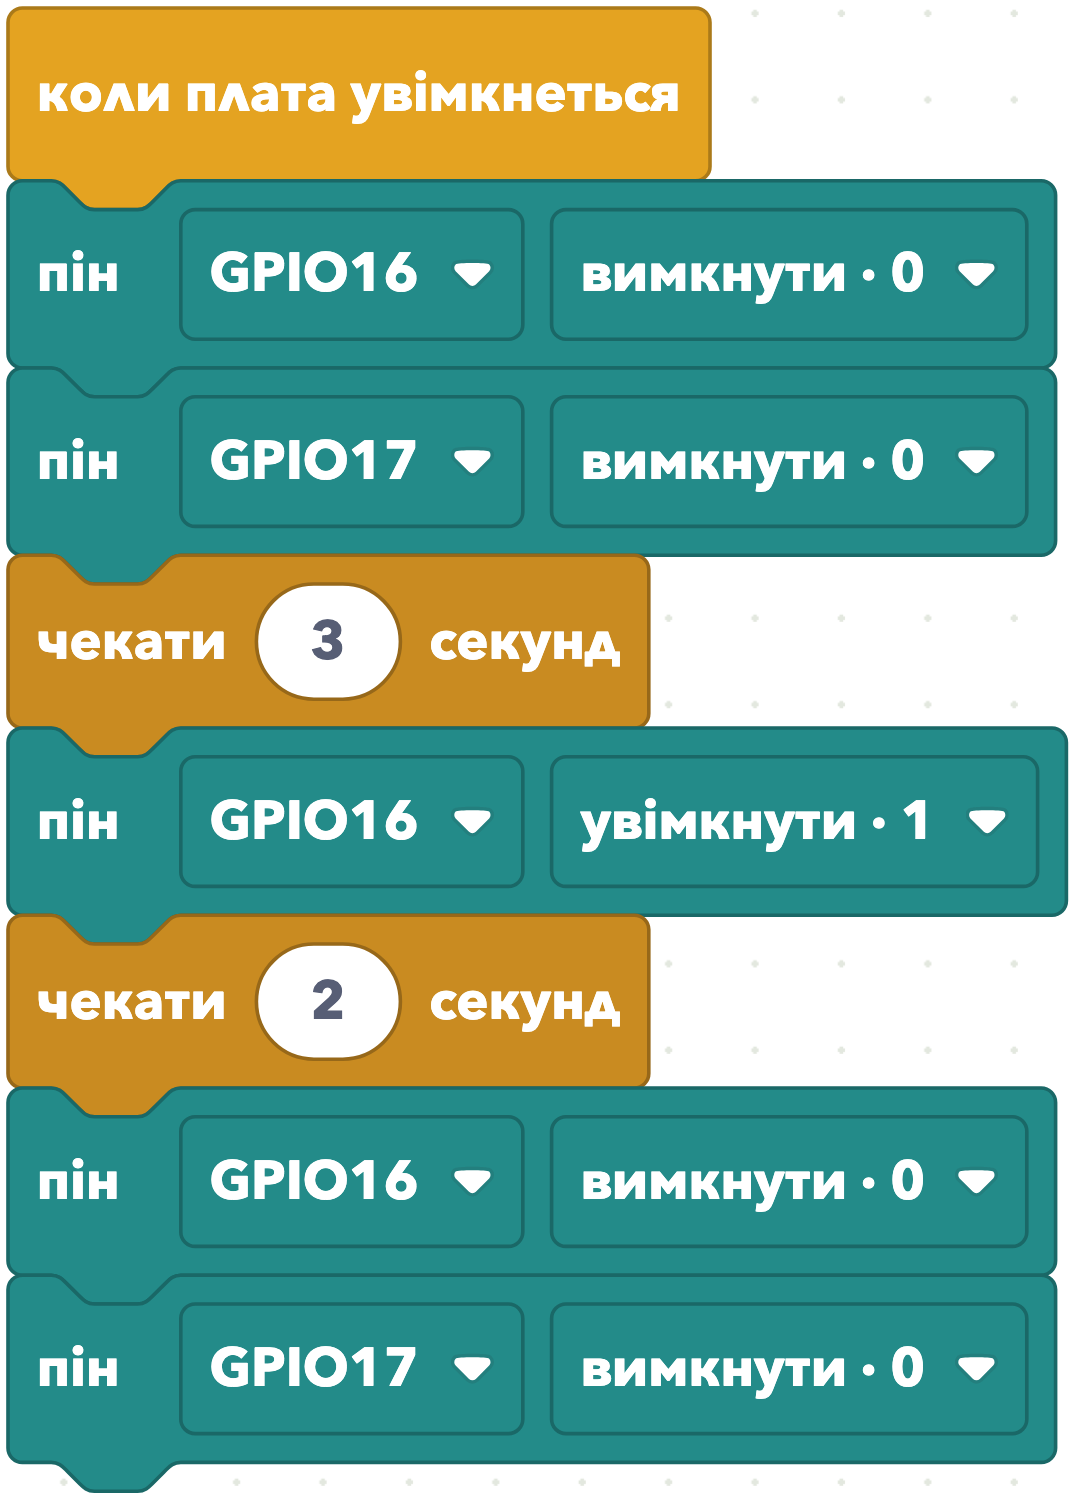 коли плата увімкнеться
пін GPIO16 вимкнути · 0
пін GPIO17 вимкнути · 0
чекати 3 секунд
пін GPIO16 увімкнути · 1
чекати 2 секунд
пін GPIO16 вимкнути · 0
пін GPIO17 вимкнути · 0